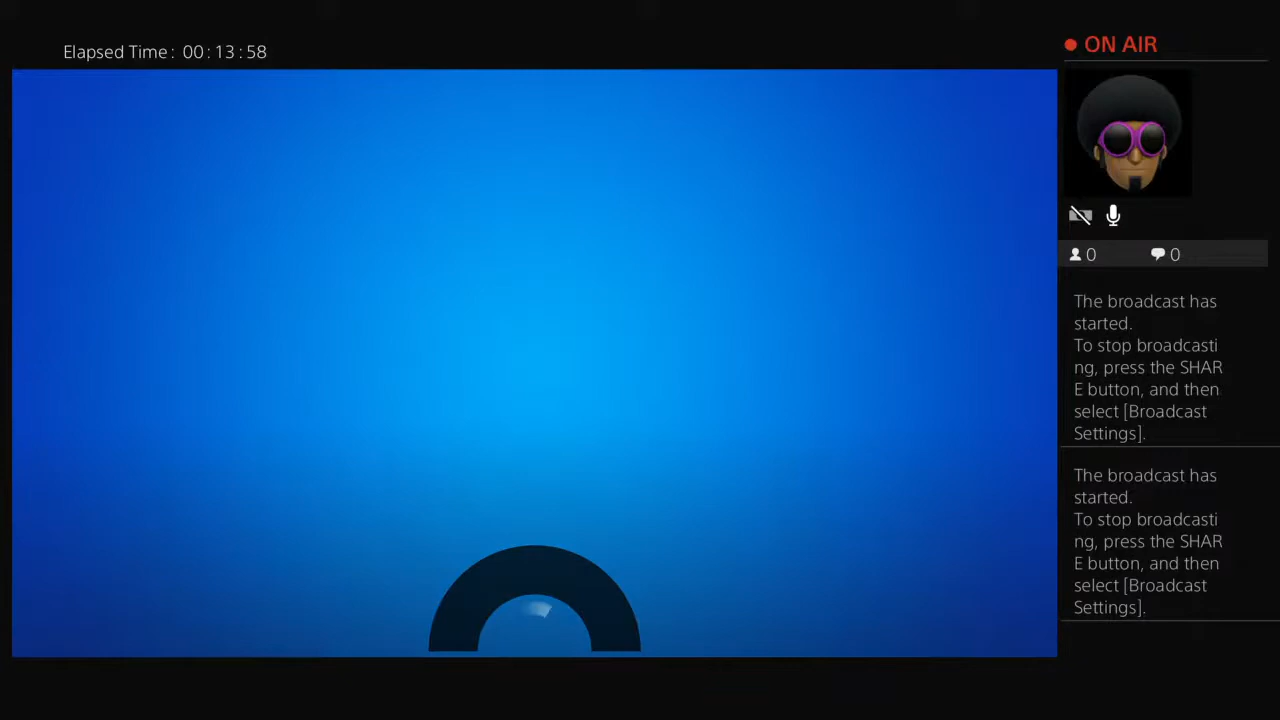 Elapsed Time: 00:13:58
ON AIR
0
0
The broadcast has
started.
To stop broadcasti
ng, press the SHAR
E button, and then
select [Broadcast
Settings].
The broadcast has
started.
To stop broadcasti
ng, press the SHAR
E button, and then
select [Broadcast
Settings].